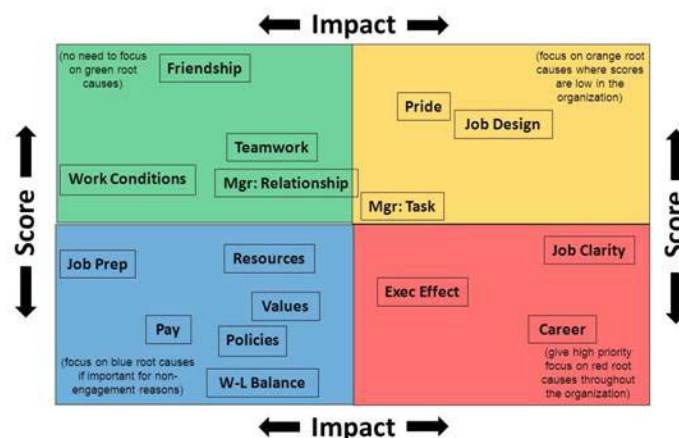 Impact
(no need to focus
on green root
causes)
Friendship
(focus on orange root
causes where scores
are low in the
organization)
Pride
Job Design
Teamwork
Work Conditions
Mgr: Relationship
Mgr: Task
Score
Score
Job Prep
Resources
Job Clarity
Exec Effect
Values
Pay
Policies
Career
(focus on blue root causes
if important for non-
engagement reasons)
W-L Balance
(give high priority
focus on red root
causes throughout
the organization)
Impact